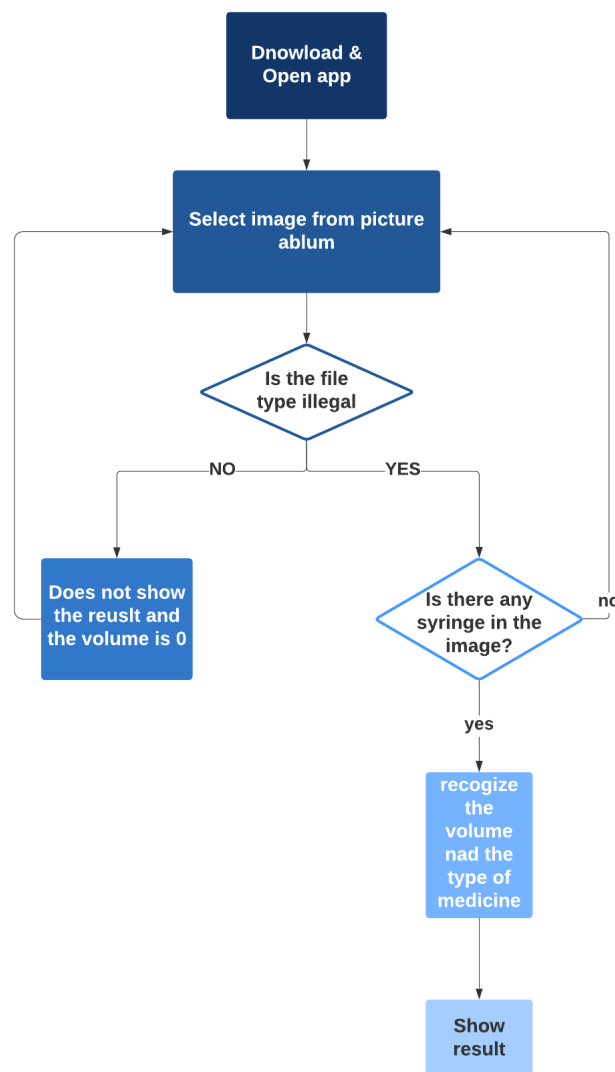 Dnowload &
Open app
Select image from picture
ablum
Is the file
type illegal
NO
YES
Does not show
the reuslt and
the volume is 0
Is there any
syringe in the
image?
no
yes
recogize
the
volume
nad the
type of
medicine
Show
result